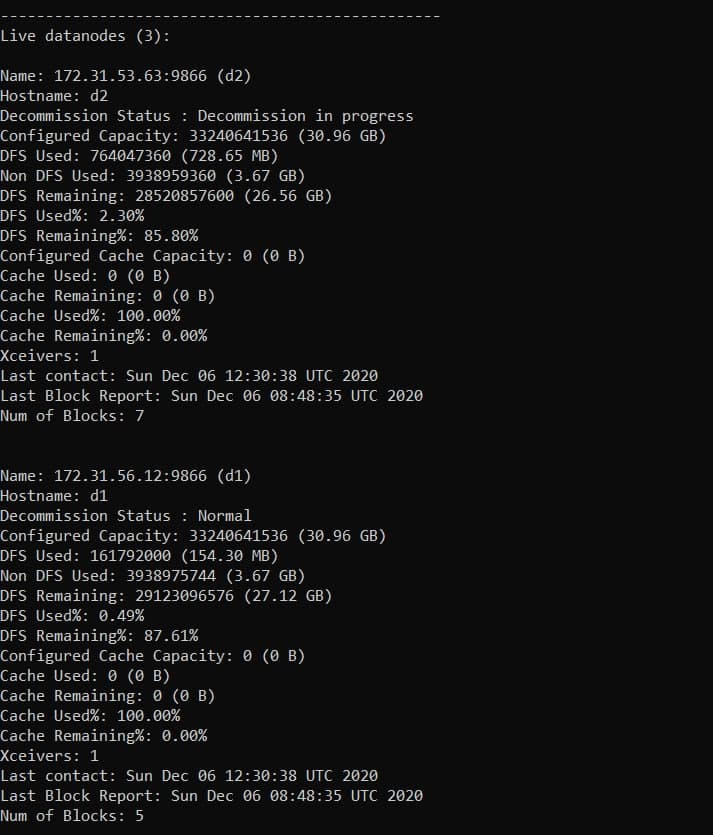 -------------------------------------------------
Live datanodes (3):
Name: 172.31.53.63:9866 (d2)
Hostname: d2
Decommission Status : Decommission in progress
Configured Capacity: 33240641536 (30.96 GB)
DFS Used: 764047360 (728.65 MB)
Non DFS Used: 3938959360 (3.67 GB)
DFS Remaining: 28520857600 (26.56 GB)
DFS Used%: 2.30%
DFS Remaining%: 85.80%
Configured Cache Capacity: 0 (0 B)
Cache Used: 0 (0 B)
Cache Remaining: 0 (0 B)
Cache Used%: 100.00%
Cache Remaining%: 0.00%
Xceivers: 1
Last contact: Sun Dec 06 12:30:38 UTC 2020
Last Block Report: Sun Dec 06 08:48:35 UTC 2020
Num of Blocks: 7
Name: 172.31.56.12:9866 (d1)
Hostname: d1
Decommission Status : Normal
Configured Capacity: 33240641536 (30.96 GB)
DFS Used: 161792000 (154.30 MB)
Non DFS Used: 3938975744 (3.67 GB)
DFS Remaining: 29123096576 (27.12 GB)
DFS Used%: 0.49%
DFS Remaining%: 87.61%
Configured Cache Capacity: 0 (0 B)
Cache Used: 0 (0 B)
Cache Remaining: 0 (0 B)
Cache Used%: 100.00%
Cache Remaining%: 0.00%
Xceivers: 1
Last contact: Sun Dec 06 12:30:38 UTC 2020
Last Block Report: Sun Dec 06 08:48:35 UTC 2020
Num of Blocks: 5